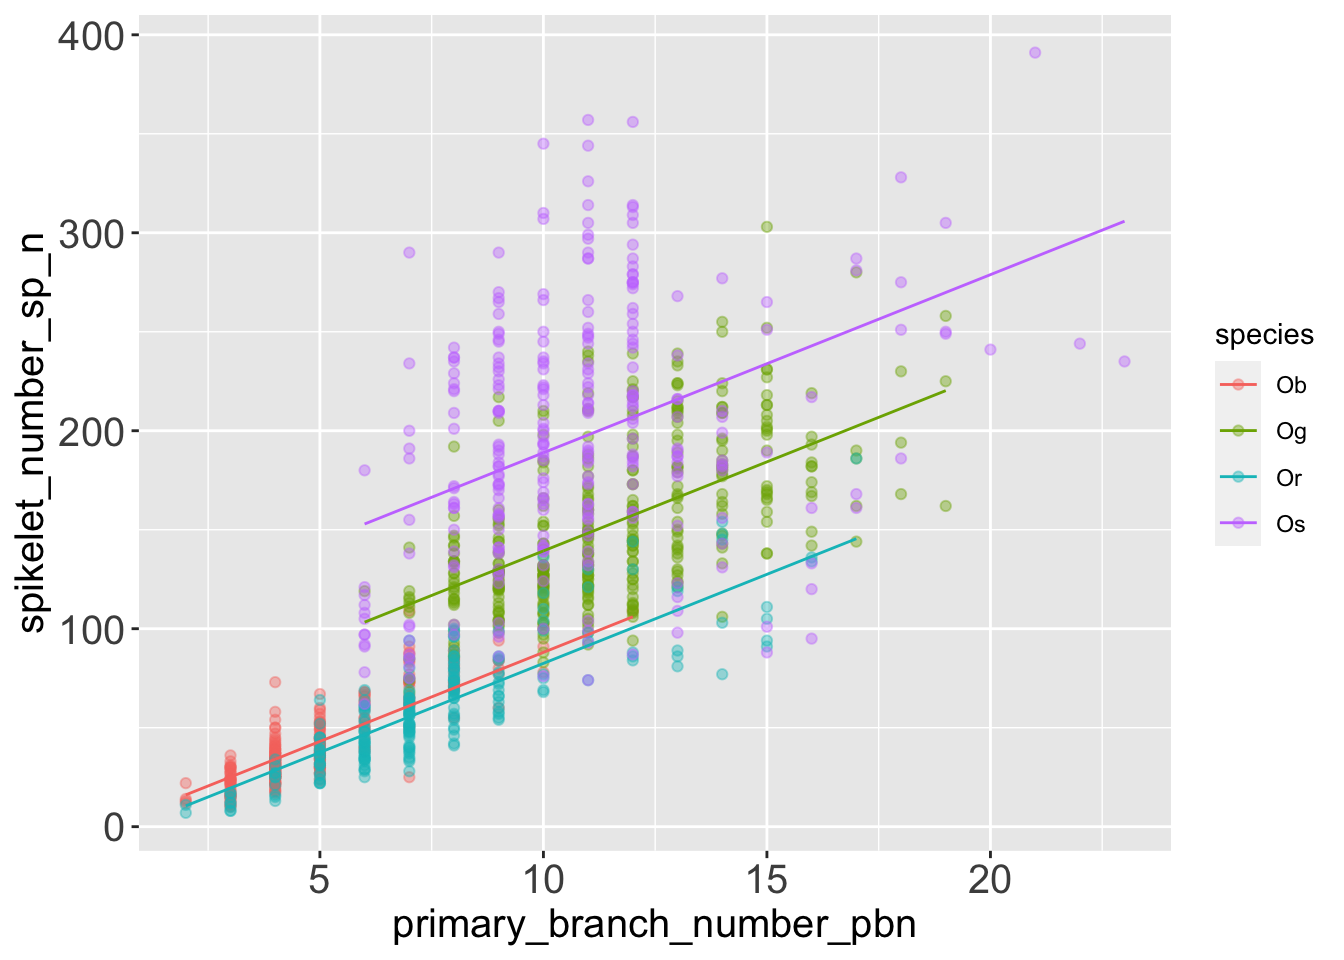 400
300
200
100
0
spikelet_number_sp_n
5 10 15 20
primary_branch_number_pbn
species
Ob
Og
Or
Os